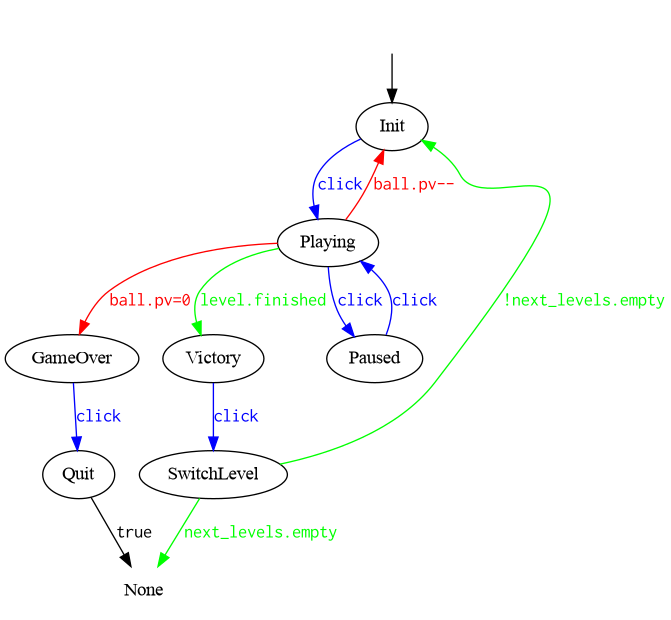 Init
click
ball.pv--
Playing
ball.pv=0
level.finished
click
click
!next_levels.empty
GameOver
Victory
Paused
click
click
Quit
SwitchLevel
true
next_levels.empty
None